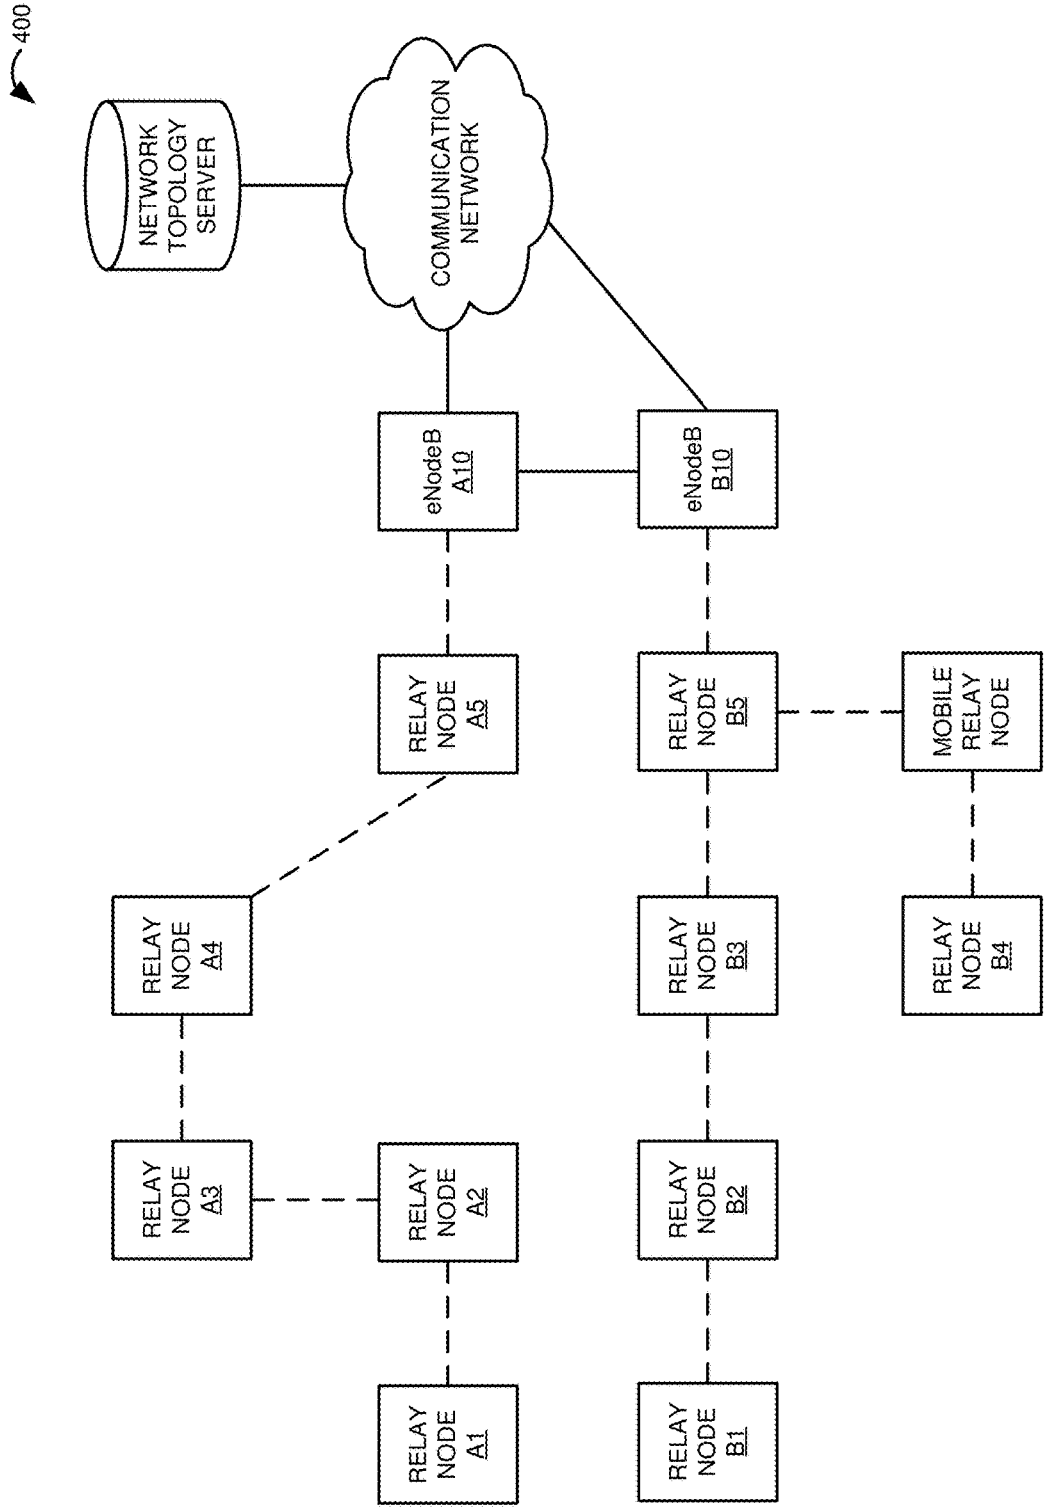 400
NETWORK
TOPOLOGY
SERVER
COMMUNICATION
NETWORK
RELAY
NODE
A3
RELAY
NODE
A4
RELAY
NODE
A1
RELAY
NODE
A2
RELAY
NODE
A5
eNodeB
A10
RELAY
NODE
B1
RELAY
NODE
B2
RELAY
NODE
B3
RELAY
NODE
B5
eNodeB
B10
RELAY
NODE
B4
MOBILE
RELAY
NODE